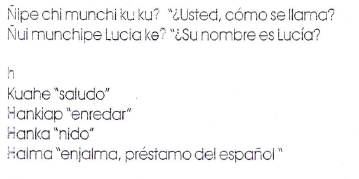 Ñipe chi munchi ku ku? "¿Usted, cómo se llama?
Ñui munchipe Lucia ke? "¿Su nombre es Lucía?
h
Kuahe "saludo"
Hankiap "enredar"
Hanka "nido"
Halma "enjalma, préstamo del español "